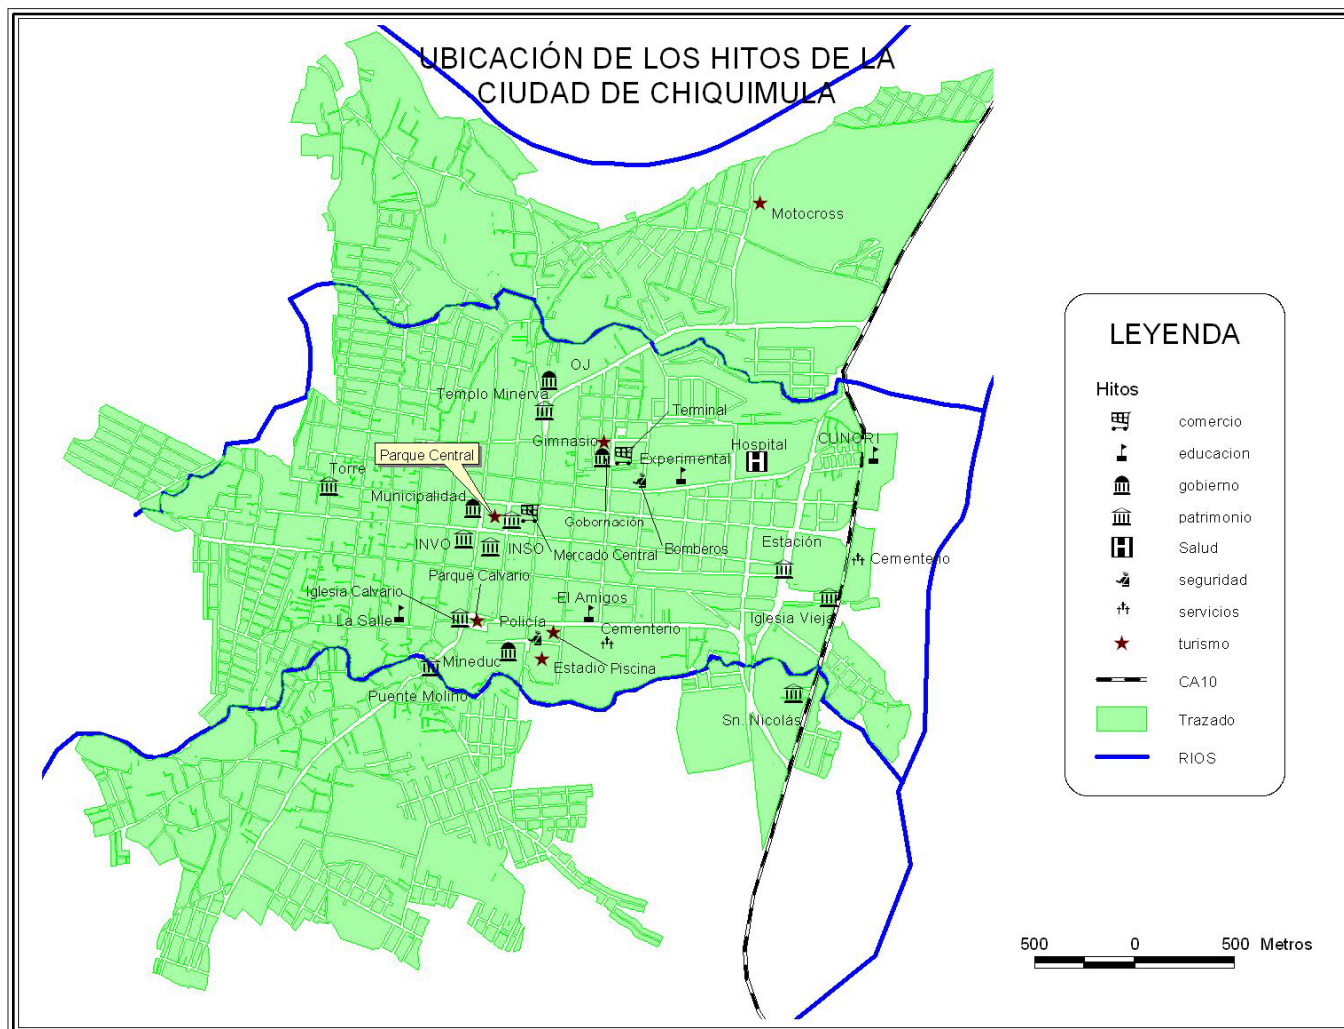 UBICACIÓN DE LOS HITOS DE LA
CIUDAD DE CHIQUIMULA
Motocross
OJ
Templo Minerva
Terminal
Gimnasio
Hospital
CUNORI
Parque Central
Experimental
Torre
Municipalidad
Gobornación
INVO
INSO
Mercado Central
Bomberos
Estación
Cementerio
Parque Calvario
Iglesia Calvario
El Amigos
La Salle
Policía
Cementerio
Iglesia Vieja
Mineduc
Estadio
Piscina
Puente Molino
Sn. Nicolás
LEYENDA
Hitos
comercio
educacion
gobierno
patrimonio
Salud
seguridad
servicios
turismo
CA10
Trazado
RIOS
500 0 500 Metros